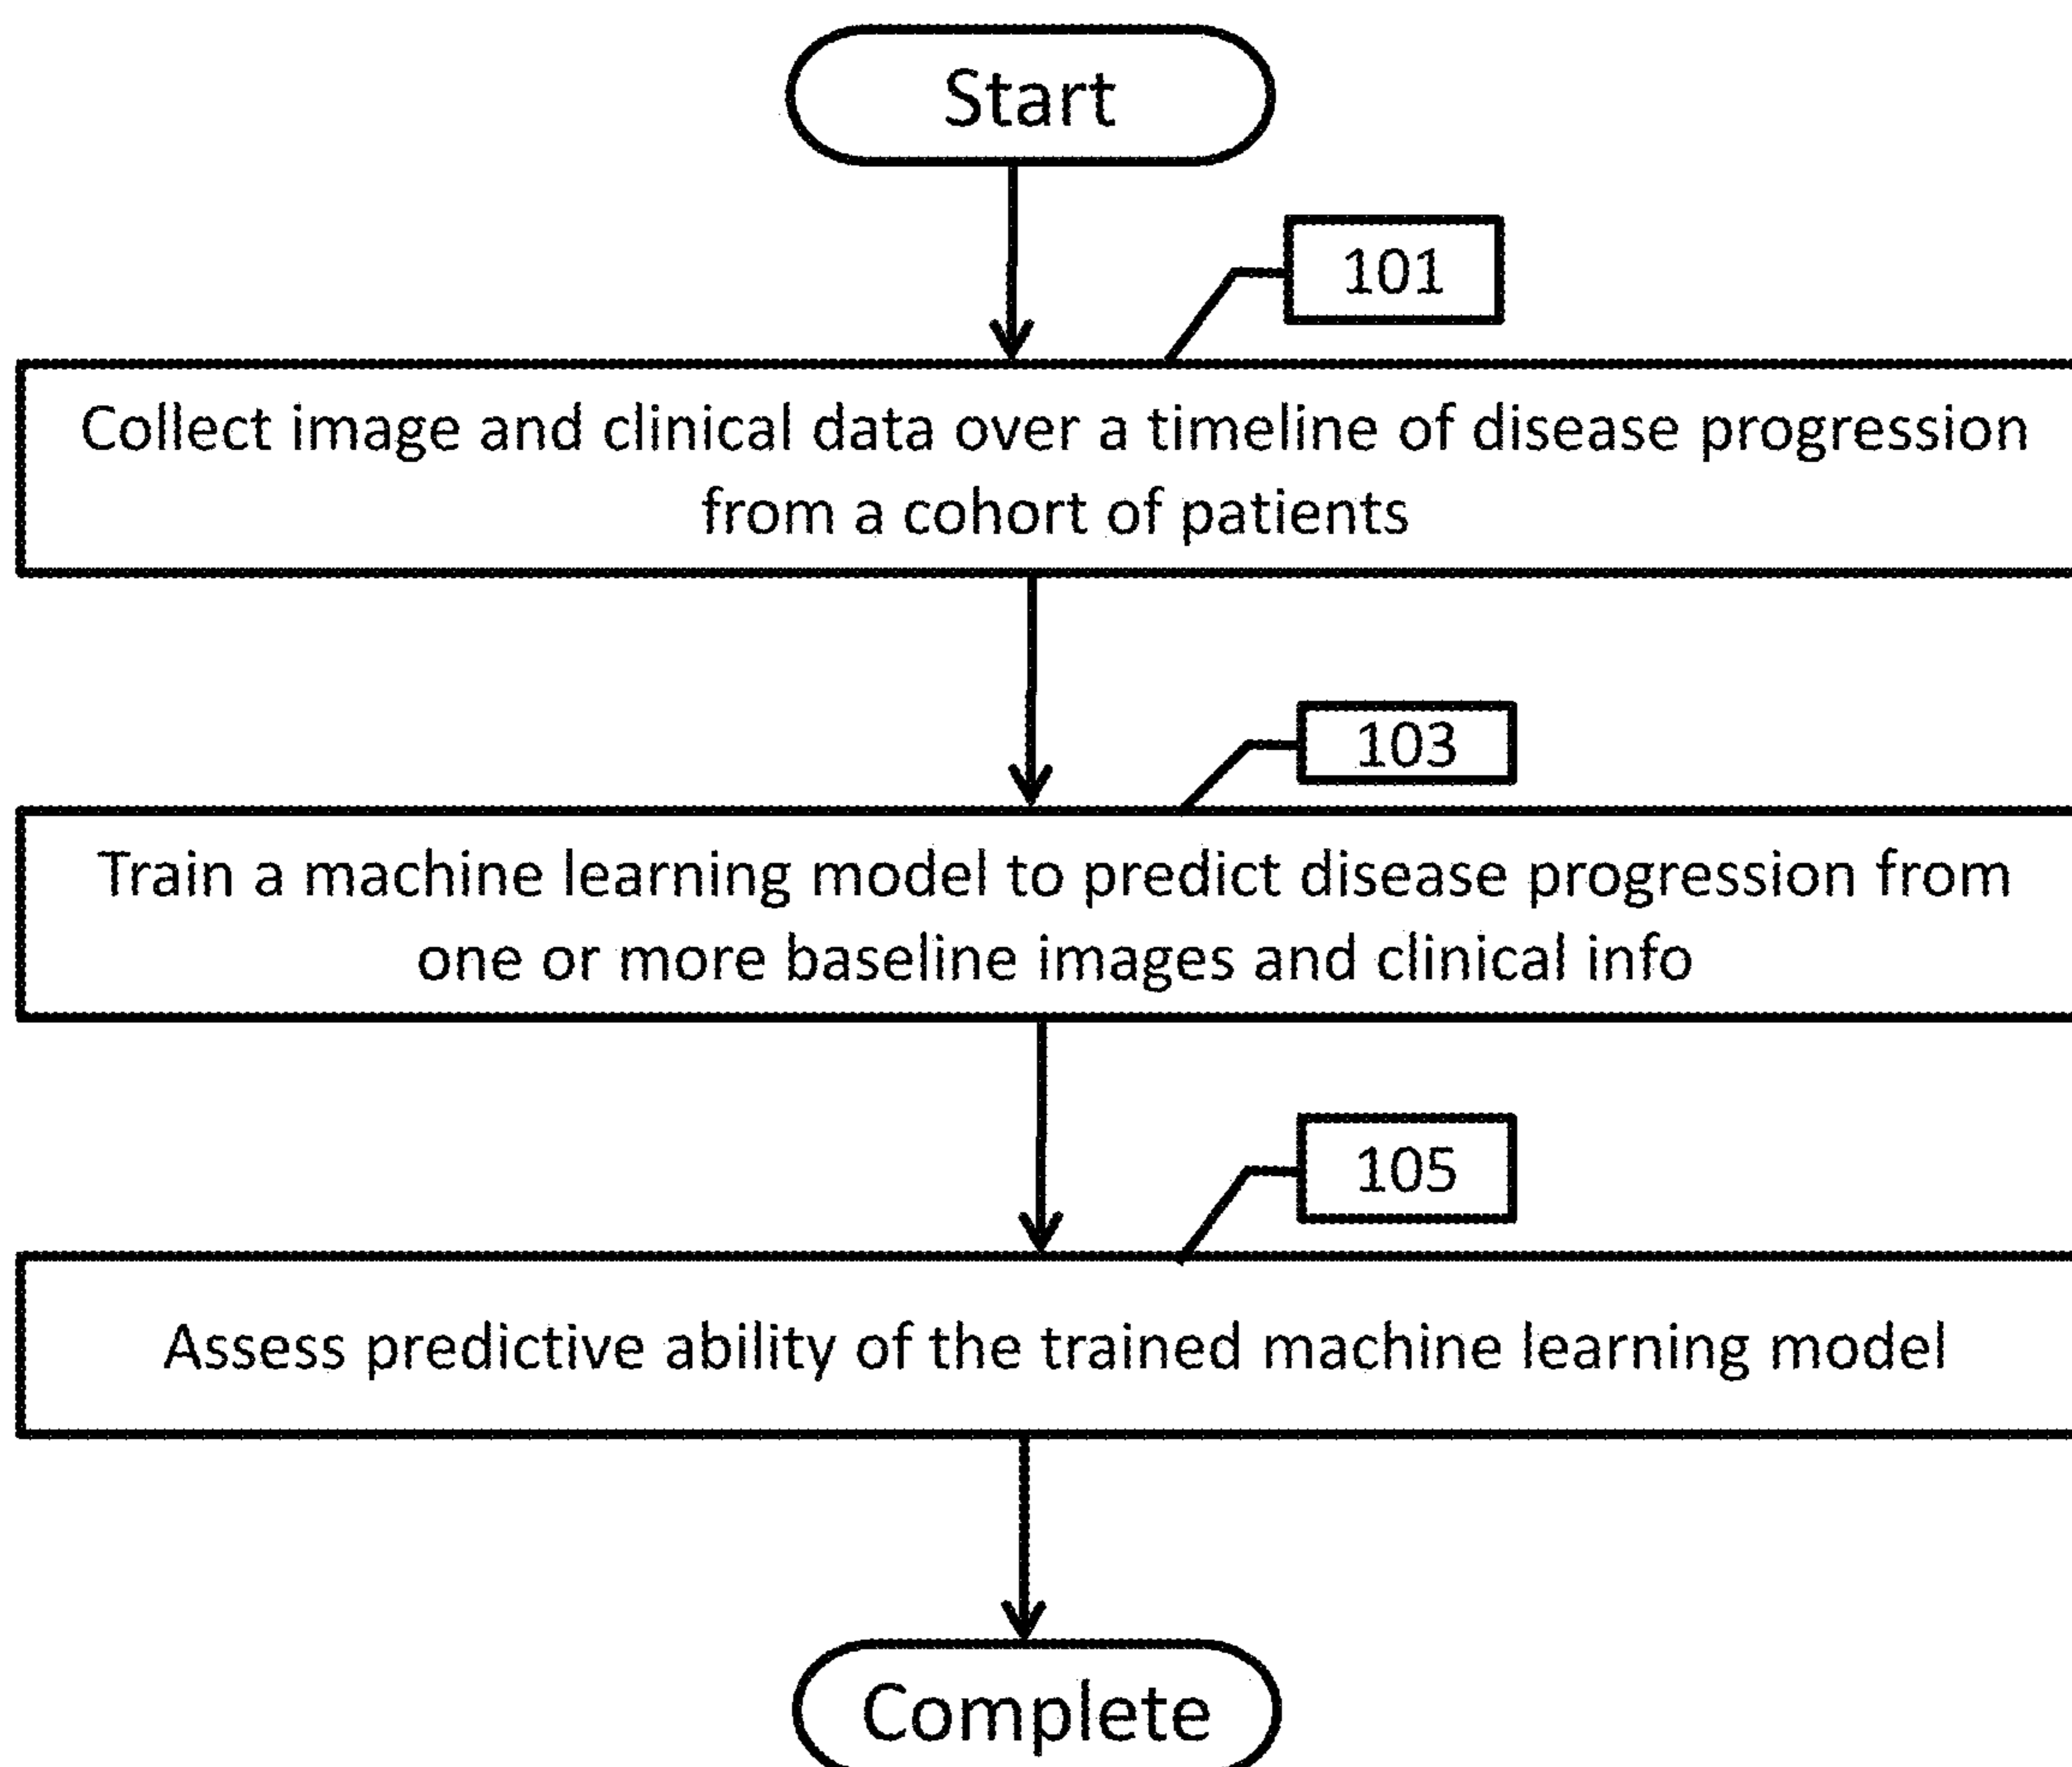 Start
101
Collect image and clinical data over a timeline of disease progression
from a cohort of patients
103
Train a machine learning model to predict disease progression from
one or more baseline images and clinical info
105
Assess predictive ability of the trained machine learning model
Complete